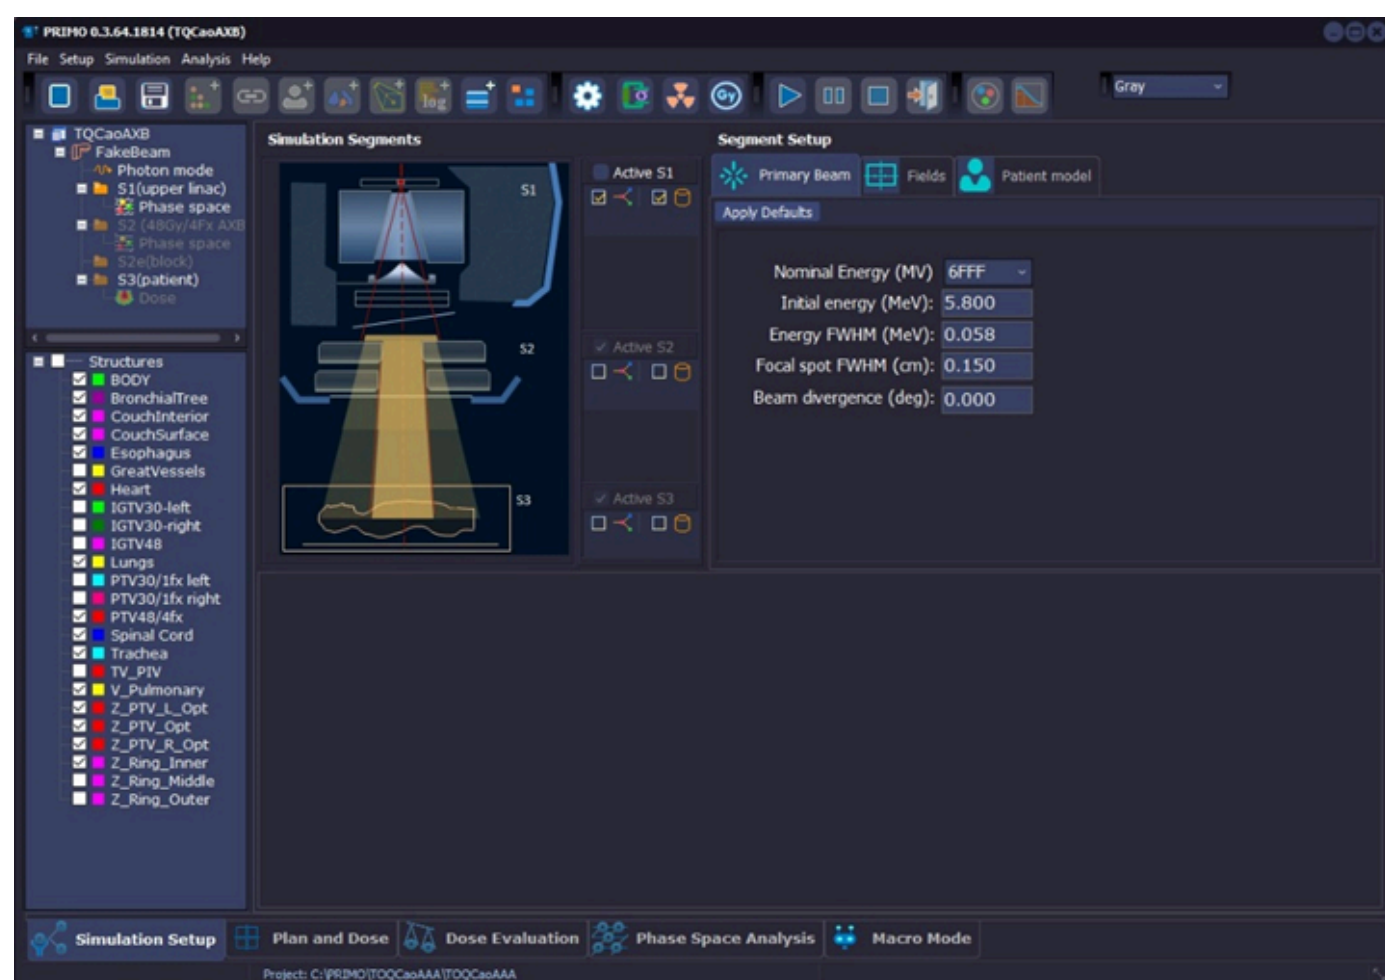 PRIMO 0.3.64.1814 (TQCaoAXB)
File Setup Simulation Analysis Help
log
Gy
Gray
TQCaoAXB
FakeBeam
Photon mode
S1(upper linac)
Phase space
S2 (48Gy/4Fx AXB
Phase space
S2e(block)
S3(patient)
Dose
Structures
BODY
BronchialTree
CouchInterior
CouchSurface
Esophagus
GreatVessels
Heart
IGTV30-left
IGTV30-right
IGTV48
Lungs
PTV30/1fx left
PTV30/1fx right
PTV48/4fx
Spinal Cord
Trachea
TV_PIV
V_Pulmonary
Z_PTV_L_Opt
Z_PTV_Opt
Z_PTV_R_Opt
Z_Ring_Inner
Z_Ring_Middle
Z_Ring_Outer
Simulation Segments
S1
S2
S3
Active S1
Active S2
Active S3
Segment Setup
Primary Beam Fields Patient model
Apply Defaults
Nominal Energy (MV) 6FFF
Initial energy (MeV): 5.800
Energy FWHM (MeV): 0.058
Focal spot FWHM (cm): 0.150
Beam divergence (deg): 0.000
Simulation Setup Plan and Dose Dose Evaluation Phase Space Analysis Macro Mode
Project: C:\PRIMO\TOQCaoAAA\TOQCaoAAA